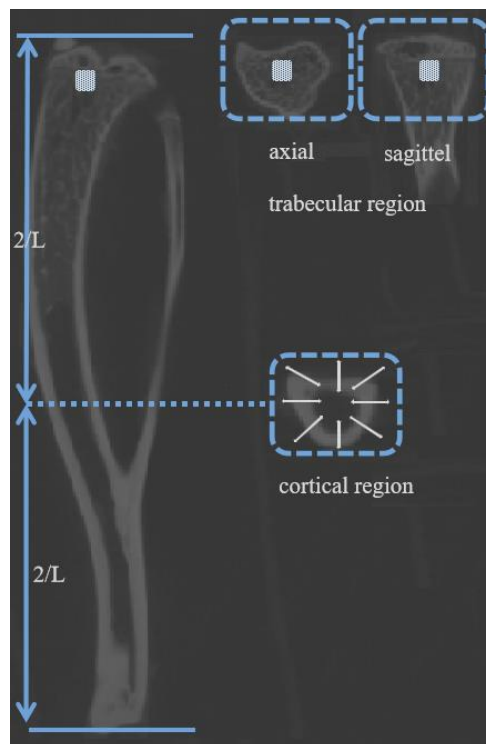 axial
sagittel
trabecular region
2/L
cortical region
2/L